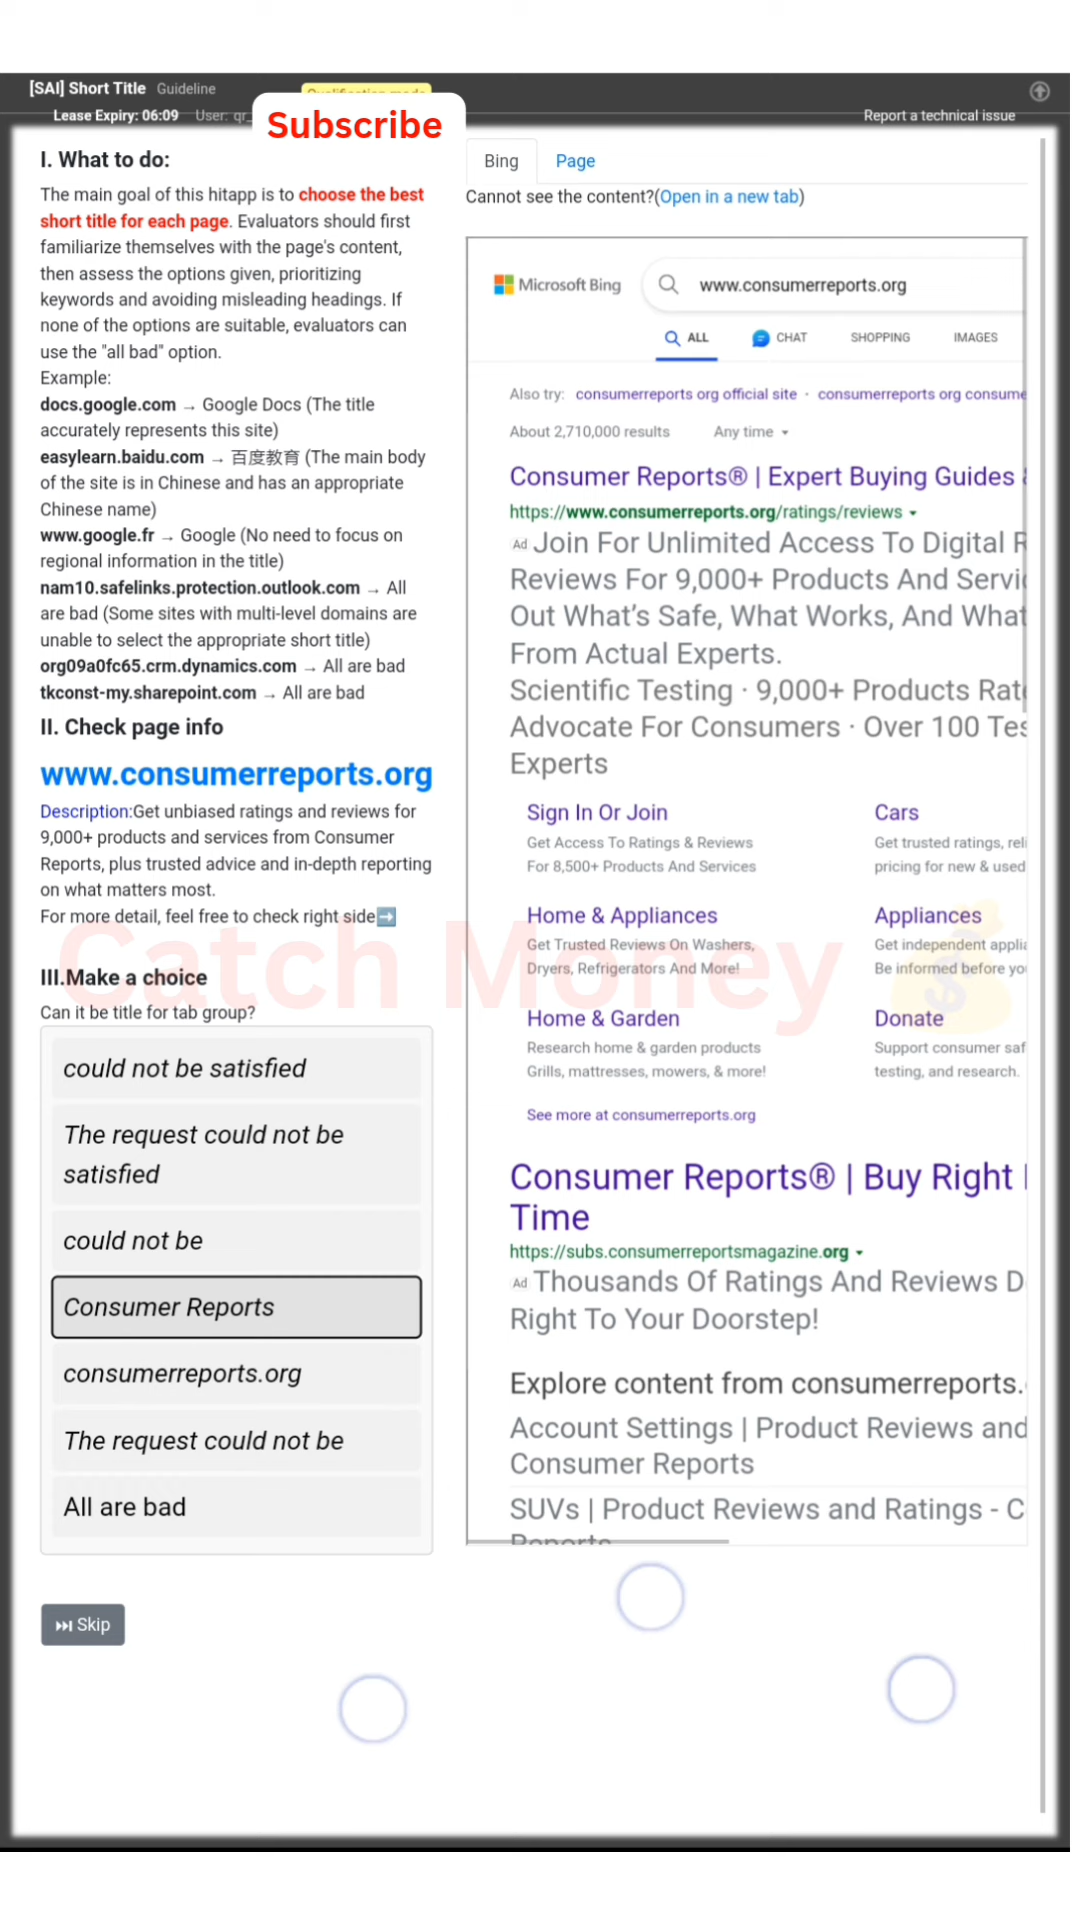 [SAI] Short Title Guideline
Lease Expiry: 06:09 User: qr_
Subscribe
Report a technical issue
I. What to do:
The main goal of this hitapp is to choose the best
short title for each page. Evaluators should first
familiarize themselves with the page's content,
then assess the options given, prioritizing
keywords and avoiding misleading headings. If
none of the options are suitable, evaluators can
use the "all bad" option.
Example:
docs.google.com → Google Docs (The title
accurately represents this site)
easylearn.baidu.com → 百度教育 (The main body
of the site is in Chinese and has an appropriate
Chinese name)
www.google.fr → Google (No need to focus on
regional information in the title)
nam10.safelinks.protection.outlook.com → All
are bad (Some sites with multi-level domains are
unable to select the appropriate short title)
org09a0fc65.crm.dynamics.com → All are bad
tkconst-my.sharepoint.com → All are bad
II. Check page info
www.consumerreports.org
Description:Get unbiased ratings and reviews for
9,000+ products and services from Consumer
Reports, plus trusted advice and in-depth reporting
on what matters most.
For more detail, feel free to check right side➡️
Catch Money
III.Make a choice
Can it be title for tab group?
could not be satisfied
The request could not be
satisfied
could not be
Consumer Reports
consumerreports.org
The request could not be
All are bad
Skip
Bing Page
Cannot see the content?(Open in a new tab)
Microsoft Bing www.consumerreports.org
ALL CHAT SHOPPING IMAGES
Also try: consumerreports org official site · consumerreports org consume
About 2,710,000 results Any time
Consumer Reports® | Expert Buying Guides
https://www.consumerreports.org/ratings/reviews
Ad Join For Unlimited Access To Digital R
Reviews For 9,000+ Products And Servic
Out What's Safe, What Works, And What
From Actual Experts.
Scientific Testing · 9,000+ Products Rate
Advocate For Consumers · Over 100 Tes
Experts
Sign In Or Join
Get Access To Ratings & Reviews
For 8,500+ Products And Services
Cars
Get trusted ratings, reli
pricing for new & used
Home & Appliances
Get Trusted Reviews On Washers,
Dryers, Refrigerators And More!
Appliances
Get independent applia
Be informed before yo
Home & Garden
Research home & garden products
Grills, mattresses, mowers, & more!
Donate
Support consumer saf
testing, and research.
See more at consumerreports.org
Consumer Reports® | Buy Right
Time
https://subs.consumerreportsmagazine.org
Ad Thousands Of Ratings And Reviews D
Right To Your Doorstep!
Explore content from consumerreports.
Account Settings | Product Reviews and
Consumer Reports
SUVs | Product Reviews and Ratings - C
Reports